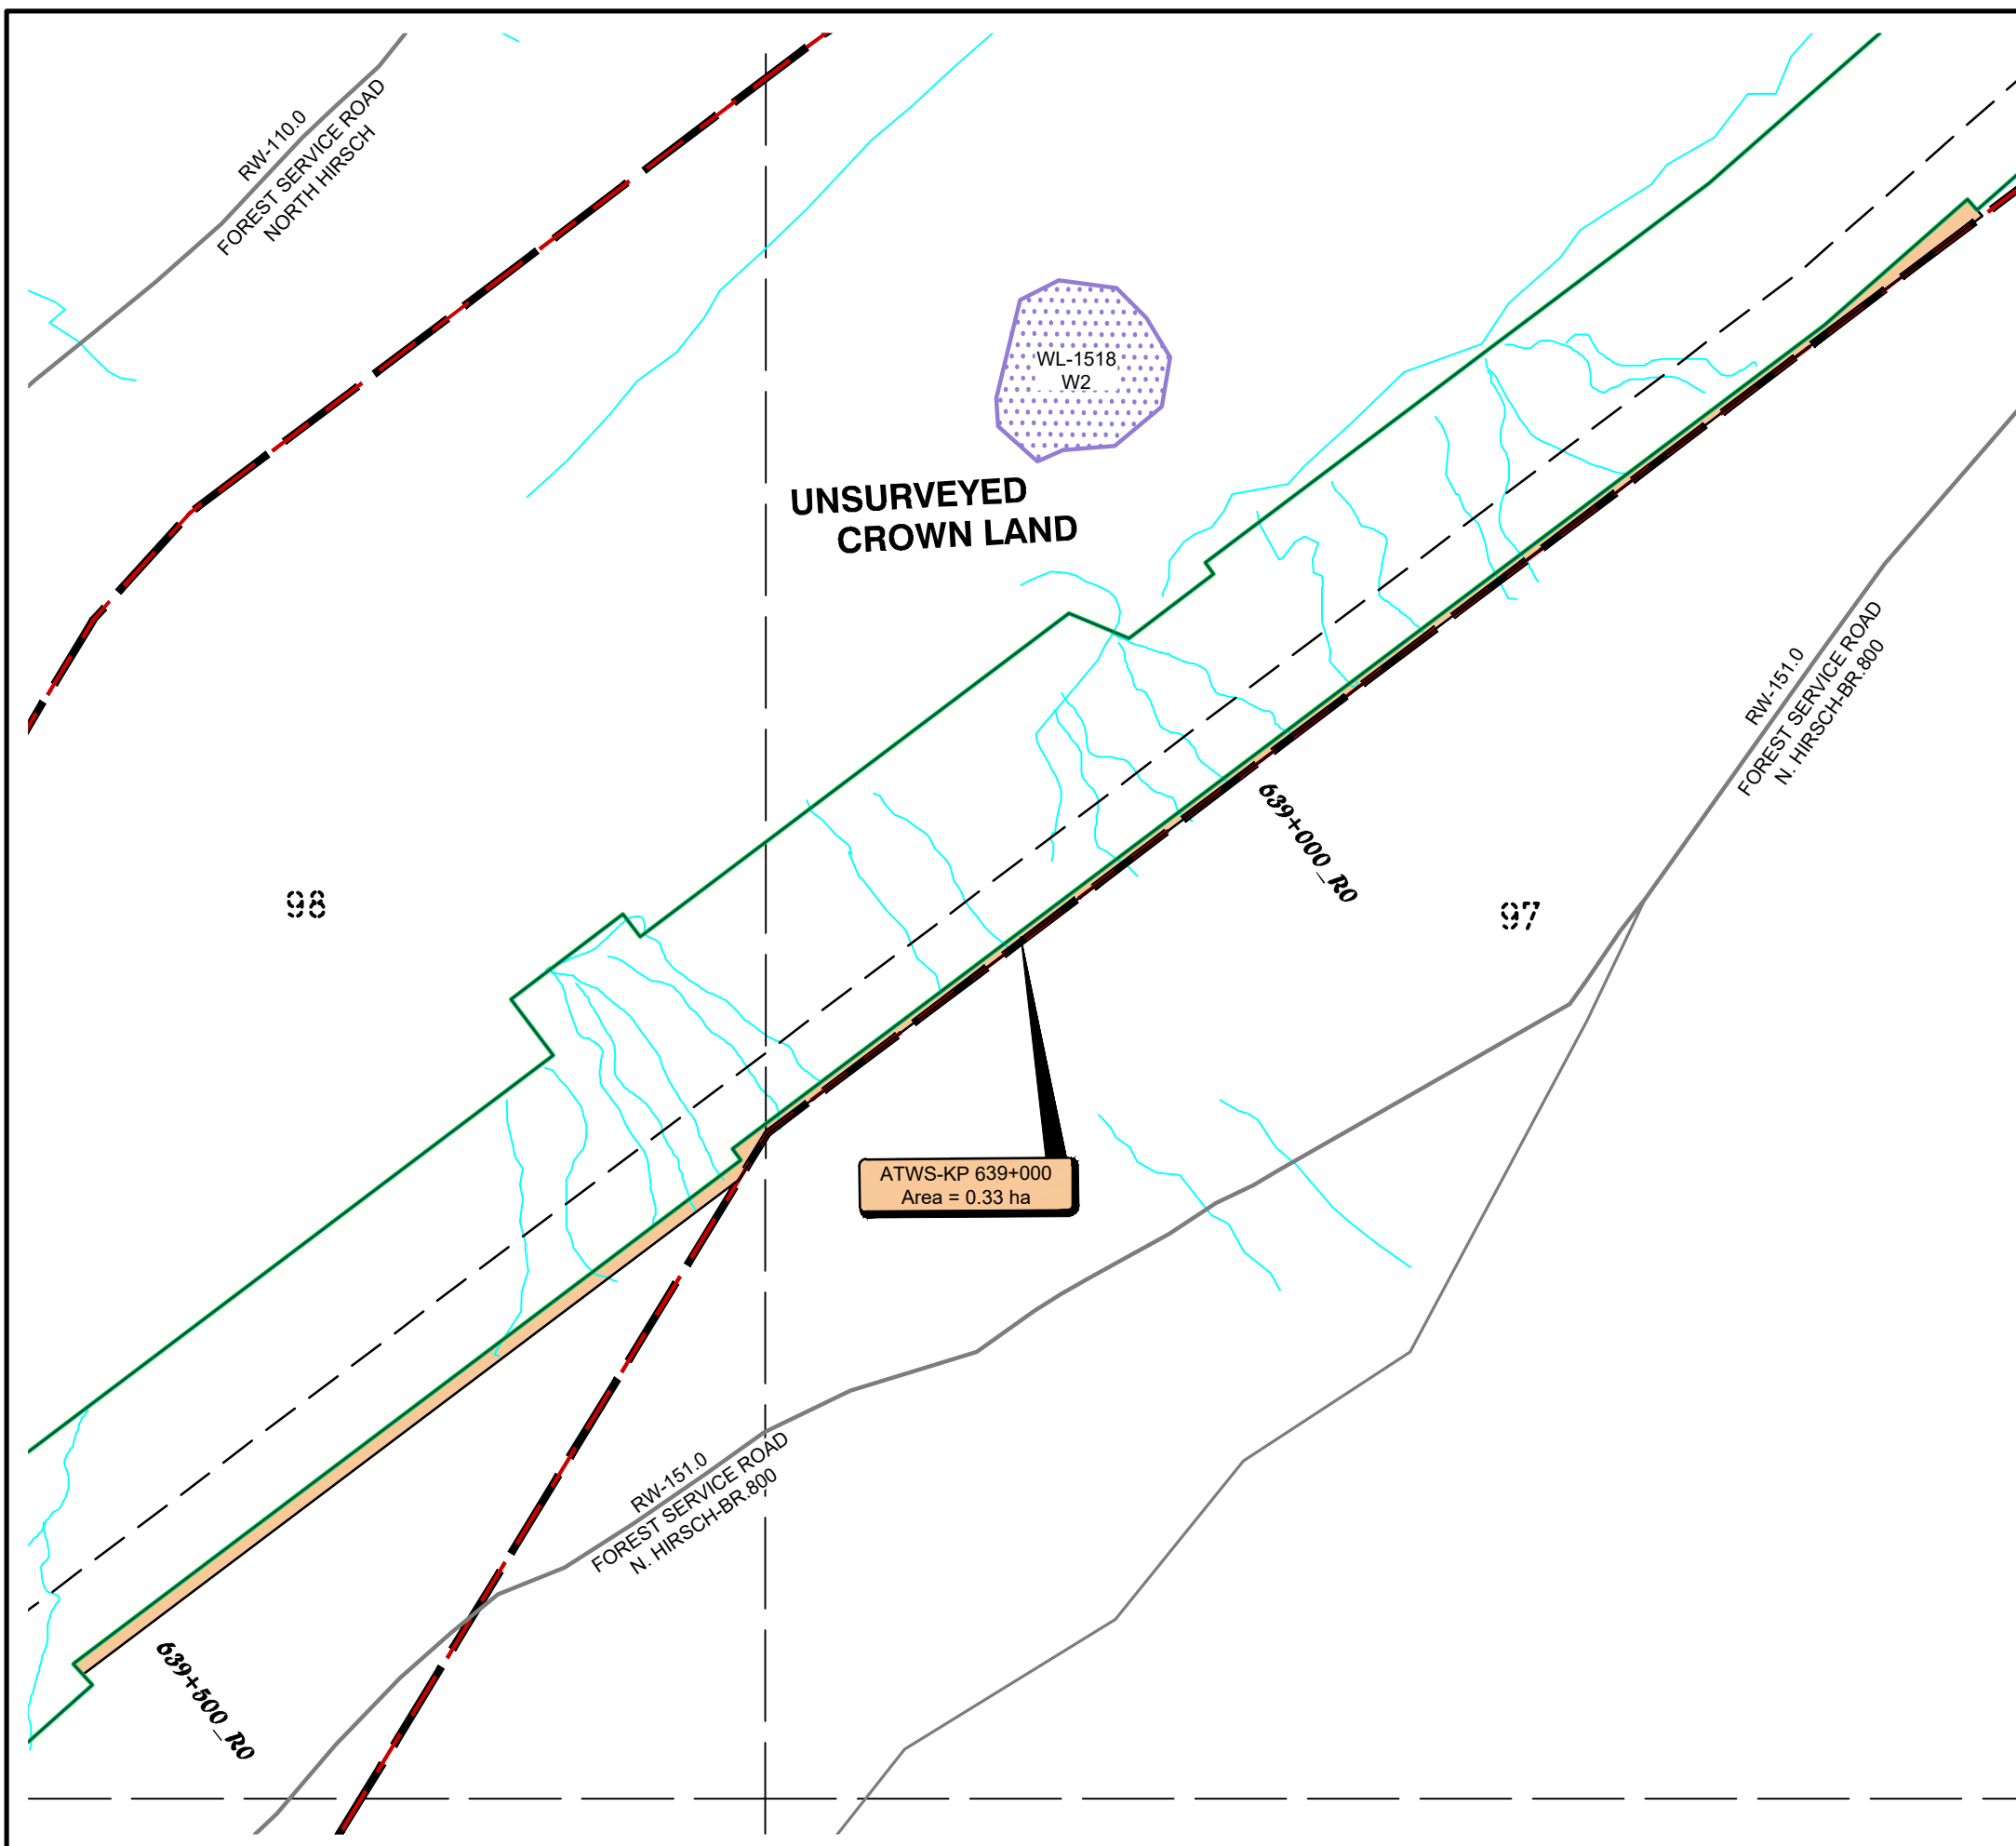 RW-110.0
FOREST SERVICE ROAD
NORTH HIRSCH
WL-1518
W2
UNSURVEYED
CROWN LAND
RW-151.0
FOREST SERVICE ROAD
N. HIRSCH-BR.800
639+000_R0
98
97
ATWS-KP 639+000
Area = 0.33 ha
RW-151.0
FOREST SERVICE ROAD
N. HIRSCH-BR.800
639+500_R0